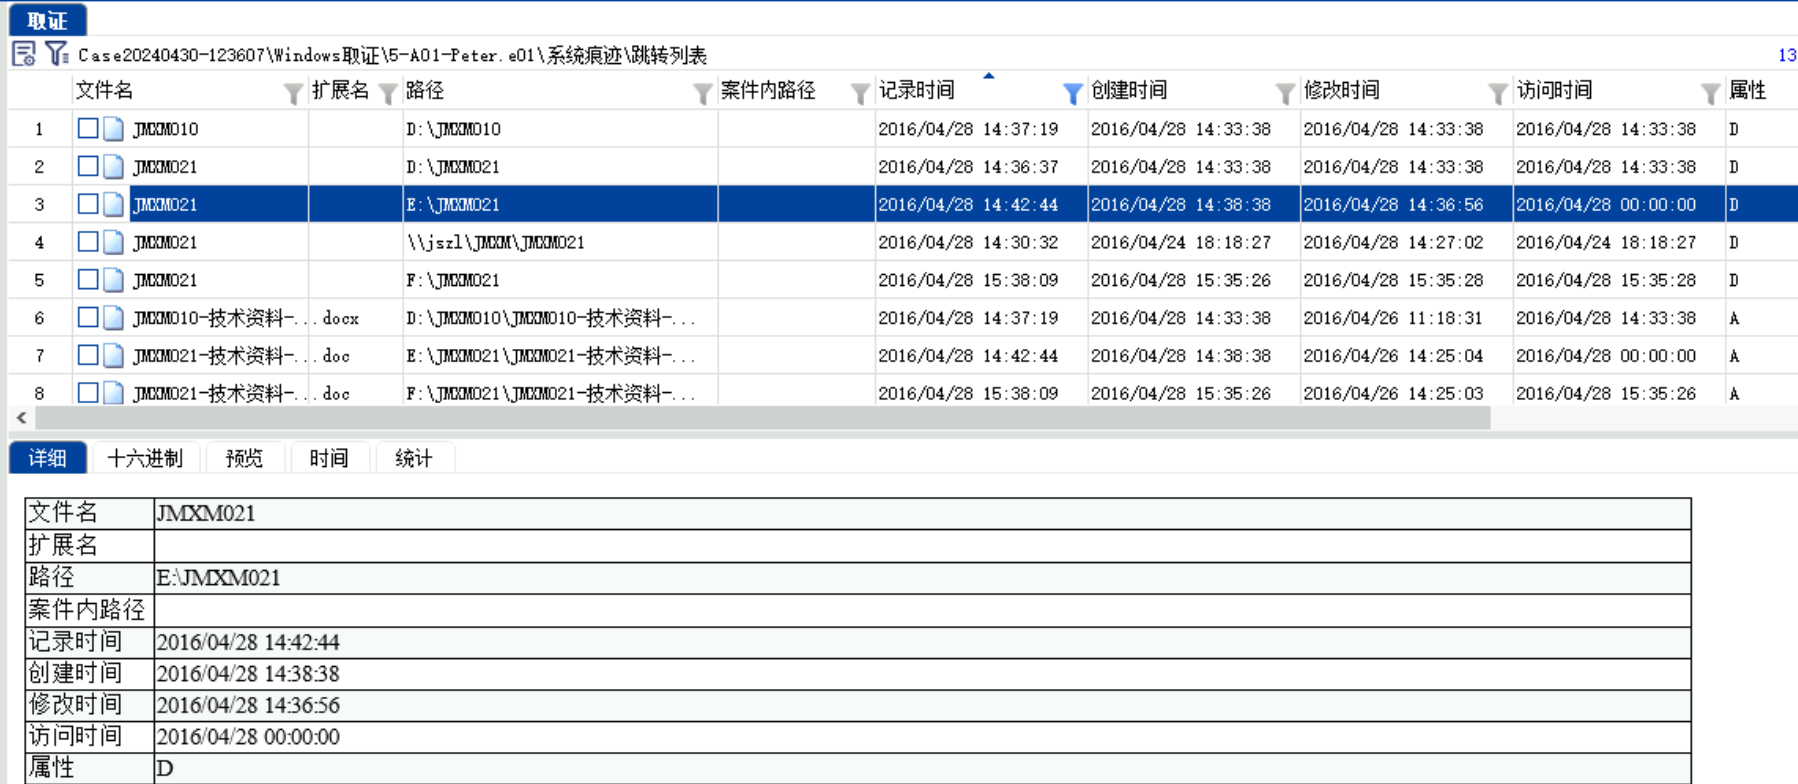 取证
Case20240430-123607\Windows取证\5-A01-Peter.e01\系统痕迹\跳转列表 13
文件名 扩展名 路径 案件内路径 记录时间 创建时间 修改时间 访问时间 属性
1 JMXM010 D:\JMXM010 2016/04/28 14:37:19 2016/04/28 14:33:38 2016/04/28 14:33:38 2016/04/28 14:33:38 D
2 JMXM021 D:\JMXM021 2016/04/28 14:36:37 2016/04/28 14:33:38 2016/04/28 14:33:38 2016/04/28 14:33:38 D
3 JMXM021 E:\JMXM021 2016/04/28 14:42:44 2016/04/28 14:38:38 2016/04/28 14:36:56 2016/04/28 00:00:00 D
4 JMXM021 \\jszl\JMXM\JMXM021 2016/04/28 14:30:32 2016/04/24 18:18:27 2016/04/28 14:27:02 2016/04/24 18:18:27 D
5 JMXM021 F:\JMXM021 2016/04/28 15:38:09 2016/04/28 15:35:26 2016/04/28 15:35:28 2016/04/28 15:35:28 D
6 JMXM010-技术资料-... .docx D:\JMXM010\JMXM010-技术资料-... 2016/04/28 14:37:19 2016/04/28 14:33:38 2016/04/26 11:18:31 2016/04/28 14:33:38 A
7 JMXM021-技术资料-... .doc E:\JMXM021\JMXM021-技术资料-... 2016/04/28 14:42:44 2016/04/28 14:38:38 2016/04/26 14:25:04 2016/04/28 00:00:00 A
8 JMXM021-技术资料-... .doc F:\JMXM021\JMXM021-技术资料-... 2016/04/28 15:38:09 2016/04/28 15:35:26 2016/04/26 14:25:03 2016/04/28 15:35:26 A
详细 十六进制 预览 时间 统计
文件名 JMXM021
扩展名
路径 E:\JMXM021
案件内路径
记录时间 2016/04/28 14:42:44
创建时间 2016/04/28 14:38:38
修改时间 2016/04/28 14:36:56
访问时间 2016/04/28 00:00:00
属性 D